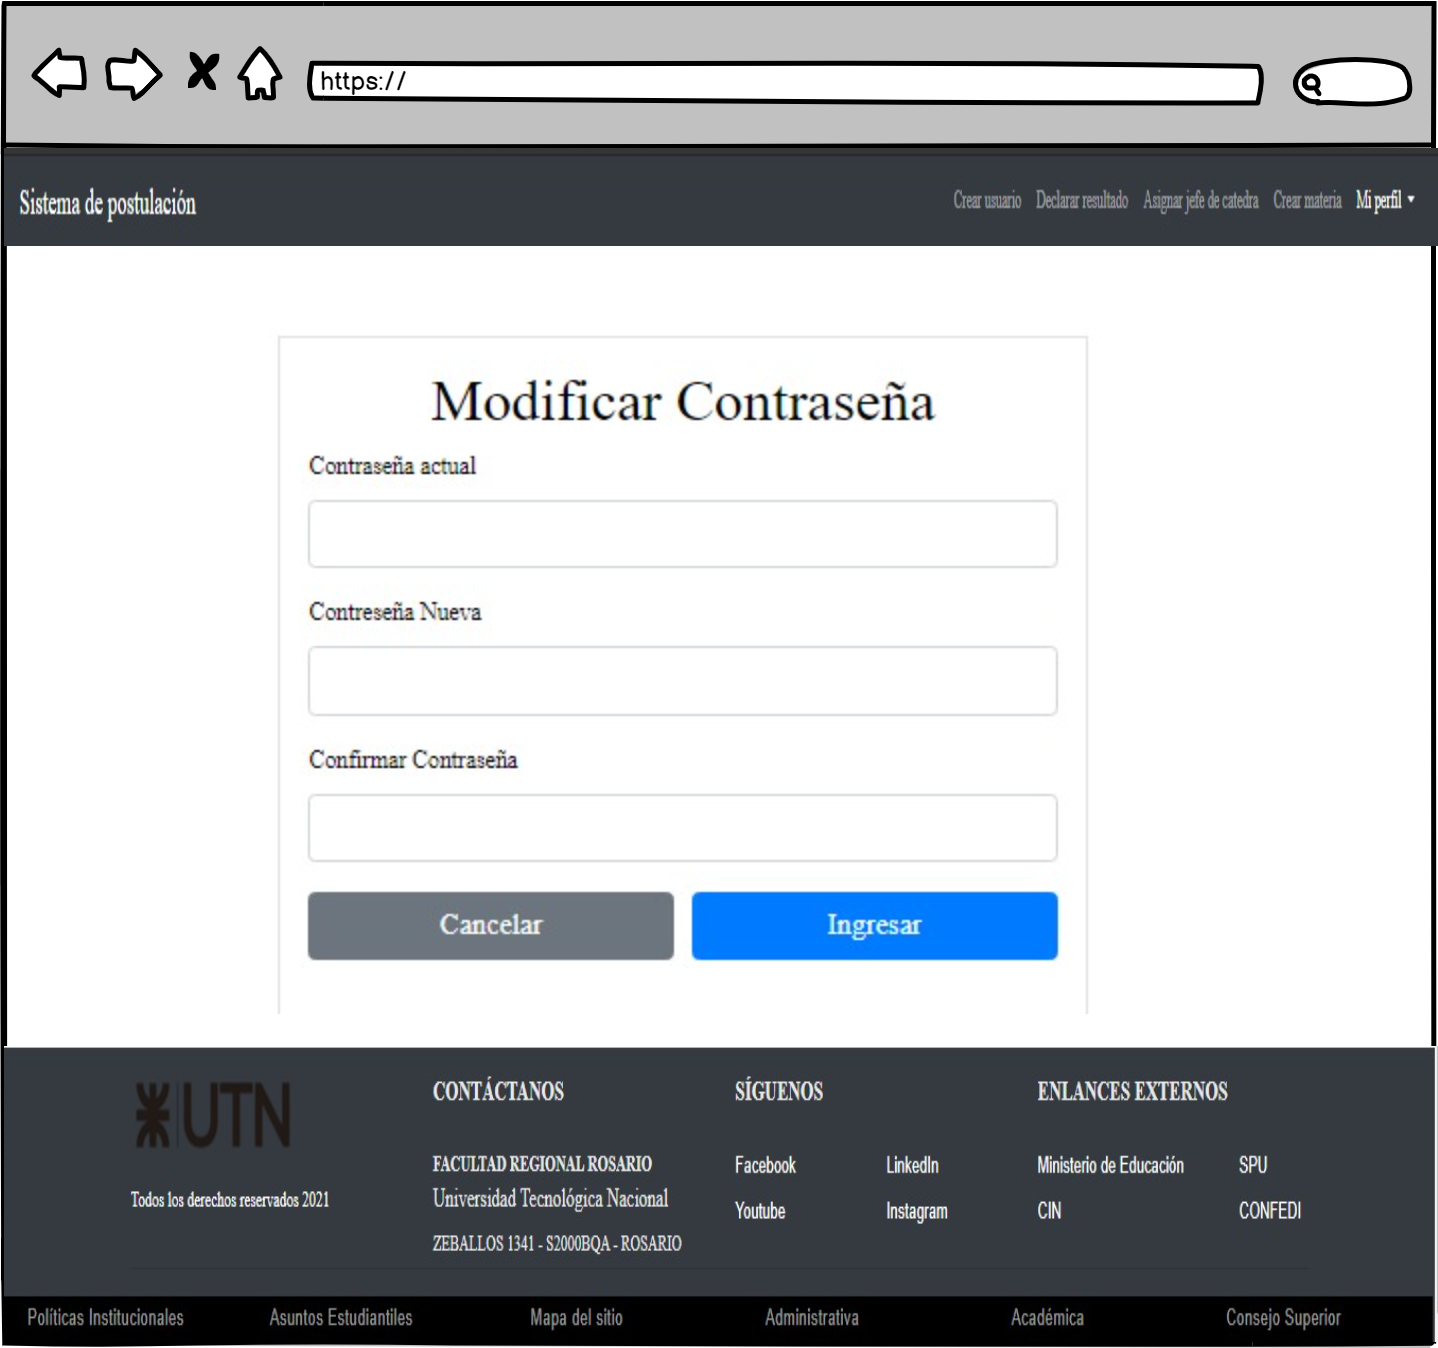 https://
Sistema de postulación
Crear usuario Declarar resultado Asignar jefe de catedra Crear materia Mi perfil
Modificar Contraseña
Contraseña actual
Contreseña Nueva
Confirmar Contraseña
Cancelar Ingresar
UTN
Todos los derechos reservados 2021
CONTÁCTANOS
FACULTAD REGIONAL ROSARIO
Universidad Tecnológica Nacional
ZEBALLOS 1341 - S2000BQA - ROSARIO
SÍGUENOS
Facebook LinkedIn
Youtube Instagram
ENLANCES EXTERNOS
Ministerio de Educación SPU
CIN CONFEDI
Políticas Institucionales Asuntos Estudiantiles Mapa del sitio Administrativa Académica Consejo Superior